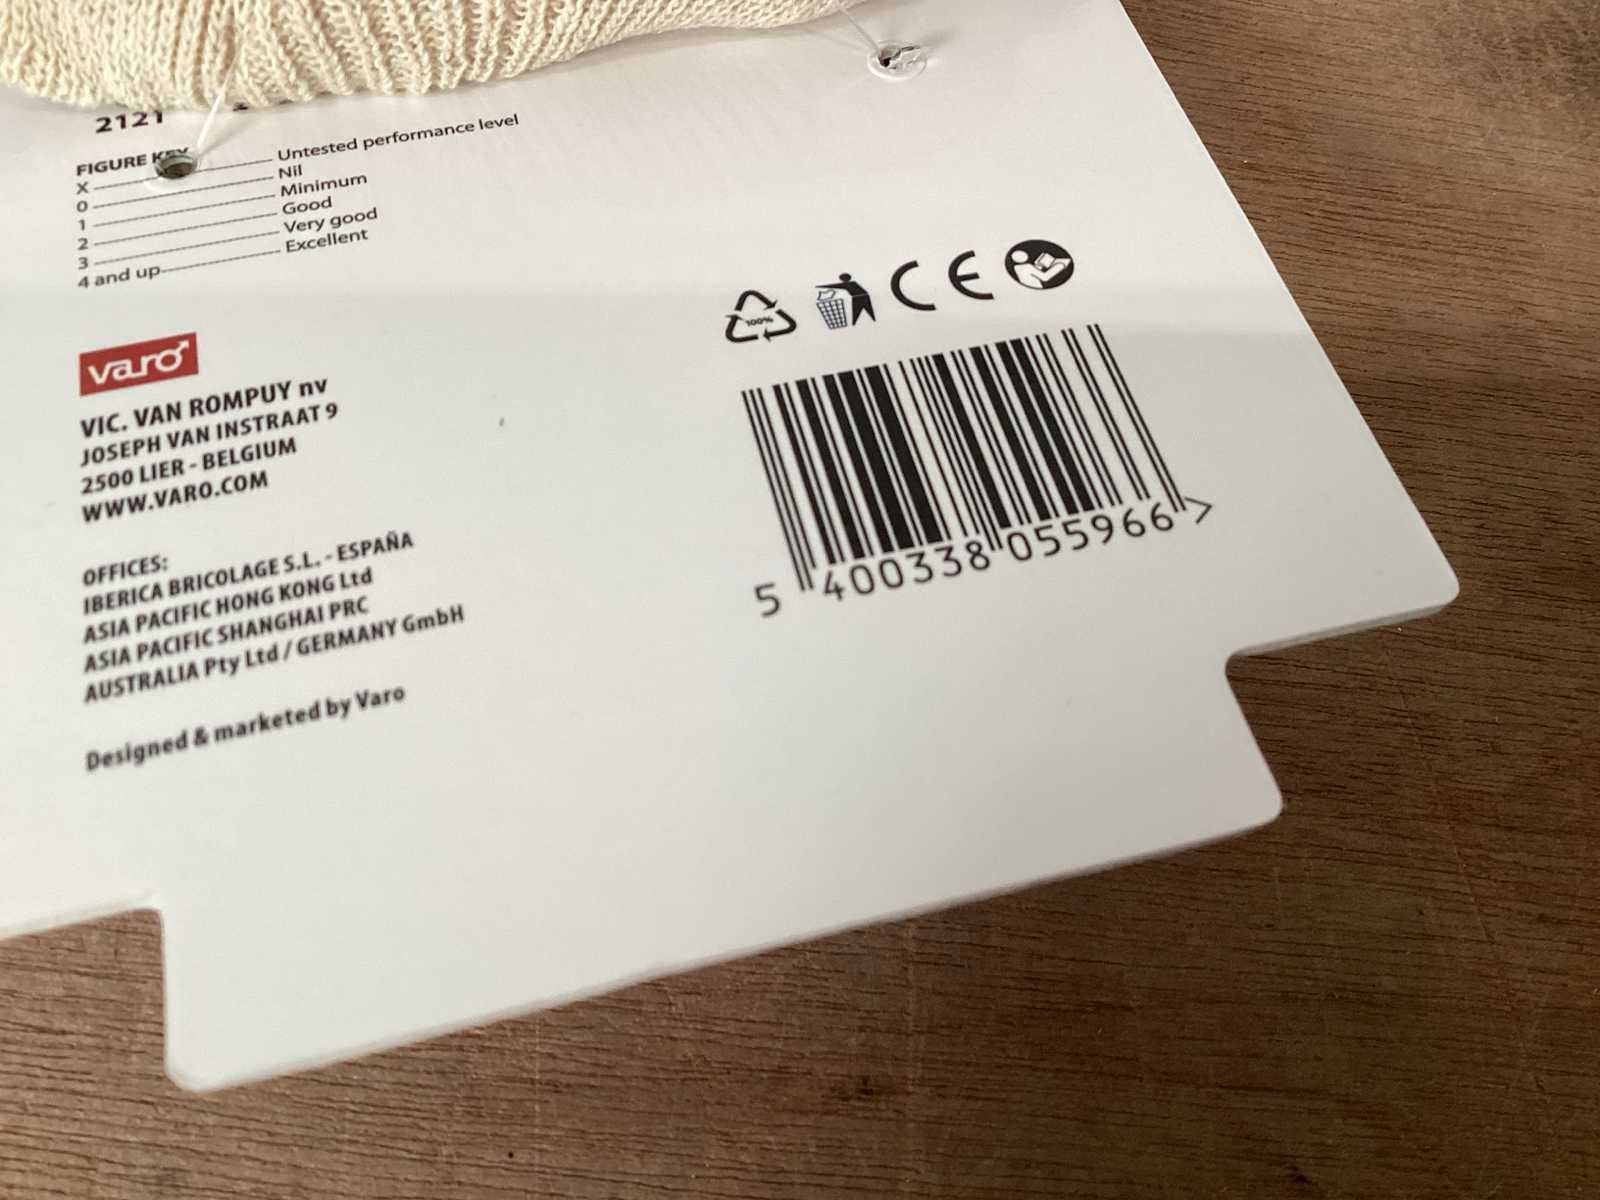 2121
FIGURE KEY
X Untested performance level
0 Nil
1 Minimum
2 Good
3 Very good
4 and up Excellent
100%
CE
varo
VIC. VAN ROMPUY nv
JOSEPH VAN INSTRAAT 9
2500 LIER - BELGIUM
WWW.VARO.COM
OFFICES:
IBERICA BRICOLAGE S.L. - ESPAÑA
ASIA PACIFIC HONG KONG Ltd
ASIA PACIFIC SHANGHAI PRC
AUSTRALIA Pty Ltd / GERMANY GmbH
Designed & marketed by Varo
5 400338 055966 >